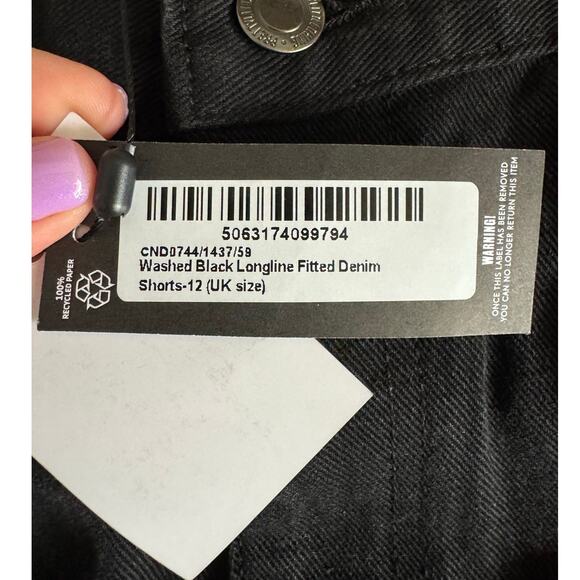 5063174099794
CND0744/1437/59
Washed Black Longline Fitted Denim
Shorts-12 (UK size)
100%
RECYCLED PAPER
WARNING!
ONCE THIS LABEL HAS BEEN REMOVED
YOU CAN NO LONGER RETURN THIS ITEM